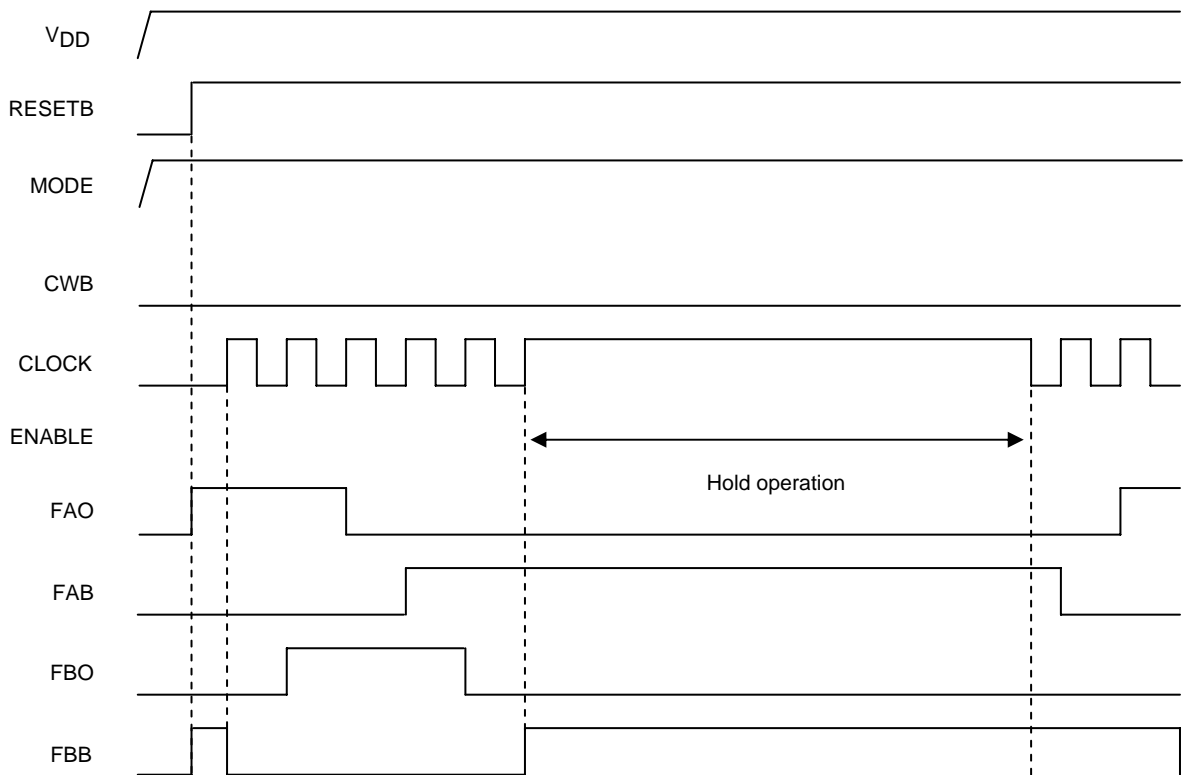 VDD
RESETB
MODE
CWB
CLOCK
ENABLE
Hold operation
FAO
FAB
FBO
FBB